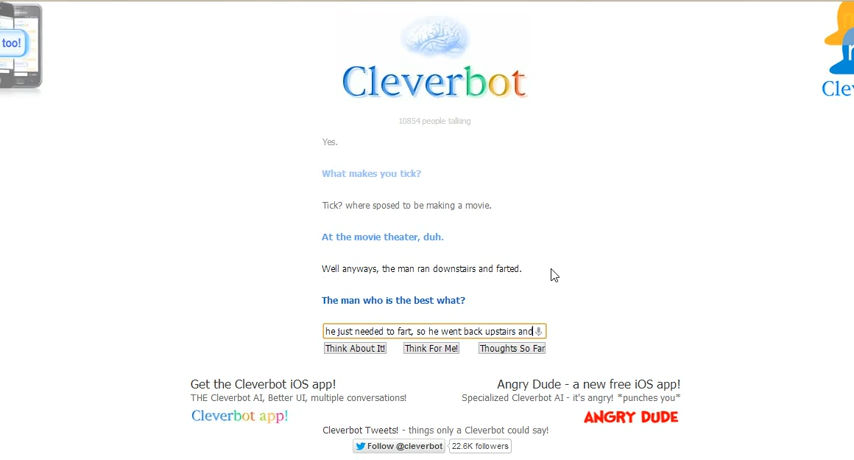 too!
Cleverbot
Cle
10854 people talking
Yes.
What makes you tick?
Tick? where sposed to be making a movie.
At the movie theater, duh.
Well anyways, the man ran downstairs and farted.
The man who is the best what?
he just needed to fart, so he went back upstairs and
Think About It! Think For Me! Thoughts So Far
Get the Cleverbot iOS app! Angry Dude - a new free iOS app!
THE Cleverbot AI, Better UI, multiple conversations! Specialized Cleverbot AI - it's angry! *punches you*
Cleverbot app! ANGRY DUDE
Cleverbot Tweets! - things only a Cleverbot could say!
Follow @cleverbot 22.6K followers